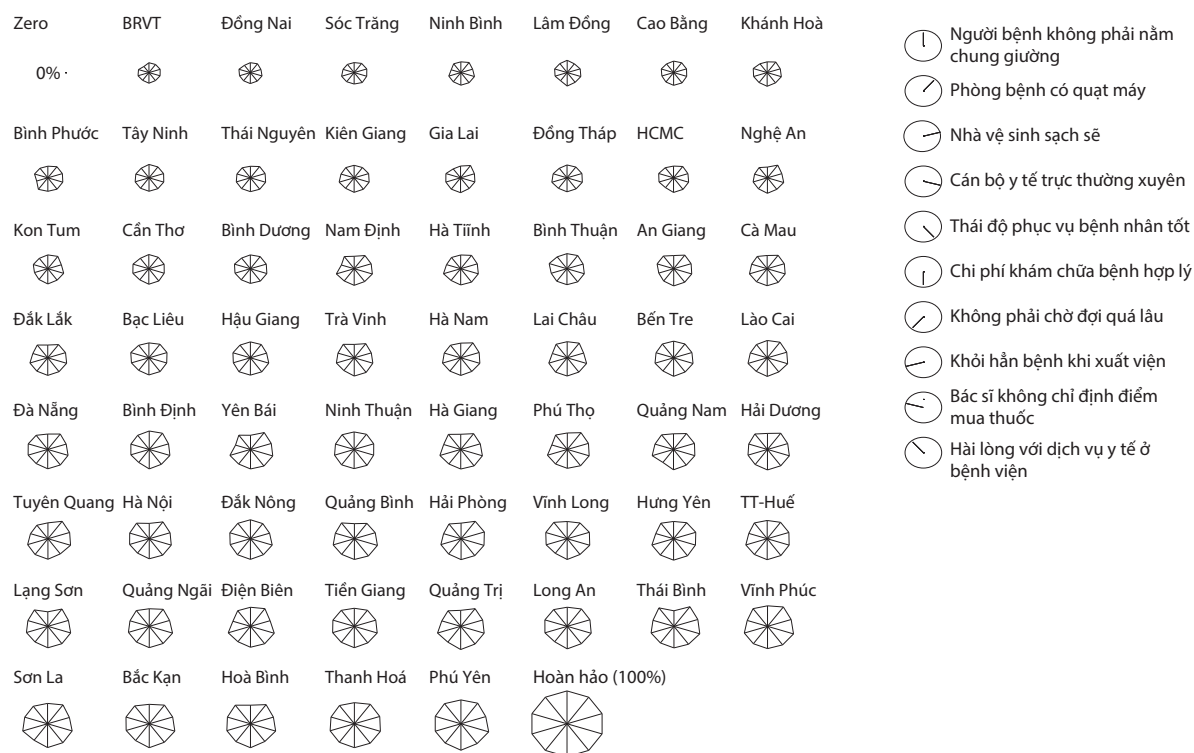 Zero BRVT Đồng Nai Sóc Trăng Ninh Bình Lâm Đồng Cao Bằng Khánh Hoà
0%
Bình Phước Tây Ninh Thái Nguyên Kiên Giang Gia Lai Đồng Tháp HCMC Nghệ An
Kon Tum Cần Thơ Bình Dương Nam Định Hà Tiĩnh Bình Thuận An Giang Cà Mau
Đắk Lắk Bạc Liêu Hậu Giang Trà Vinh Hà Nam Lai Châu Bến Tre Lào Cai
Đà Nẵng Bình Định Yên Bái Ninh Thuận Hà Giang Phú Thọ Quảng Nam Hải Dương
Tuyên Quang Hà Nội Đắk Nông Quảng Bình Hải Phòng Vĩnh Long Hưng Yên TT-Huế
Lạng Sơn Quảng Ngãi Điện Biên Tiền Giang Quảng Trị Long An Thái Bình Vĩnh Phúc
Sơn La Bắc Kạn Hoà Bình Thanh Hoá Phú Yên Hoàn hảo (100%)
Người bệnh không phải nằm
chung giường
Phòng bệnh có quạt máy
Nhà vệ sinh sạch sẽ
Cán bộ y tế trực thường xuyên
Thái độ phục vụ bệnh nhân tốt
Chi phí khám chữa bệnh hợp lý
Không phải chờ đợi quá lâu
Khỏi hẳn bệnh khi xuất viện
Bác sĩ không chỉ định điểm
mua thuốc
Hài lòng với dịch vụ y tế ở
bệnh viện